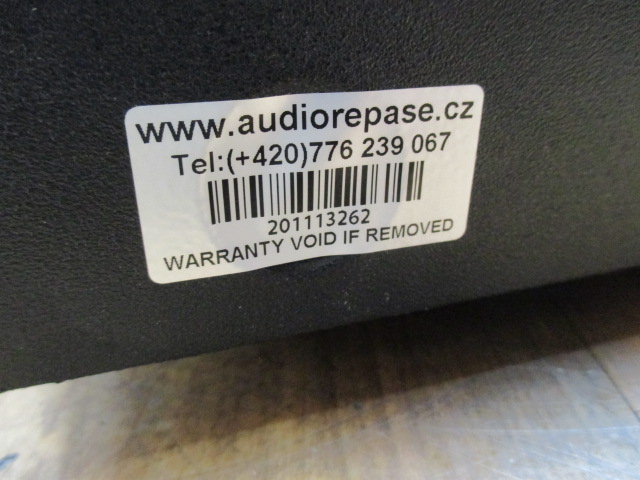 www.audiorepase.cz
Tel:(+420)776 239 067
201113262
WARRANTY VOID IF REMOVED